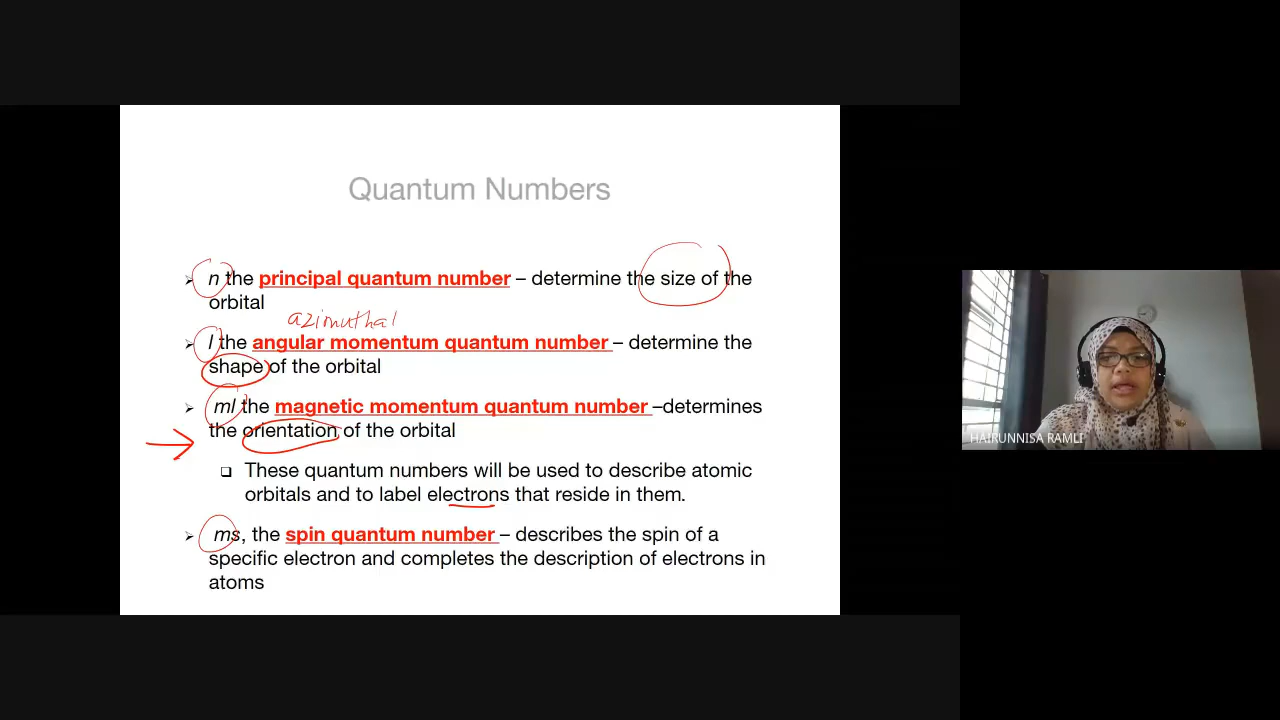 Quantum Numbers
n the principal quantum number – determine the size of the
orbital
azimuthal
l the angular momentum quantum number – determine the
shape of the orbital
ml the magnetic momentum quantum number –determines
the orientation of the orbital
These quantum numbers will be used to describe atomic
orbitals and to label electrons that reside in them.
ms, the spin quantum number – describes the spin of a
specific electron and completes the description of electrons in
atoms
HAIRUNNISA RAMLI